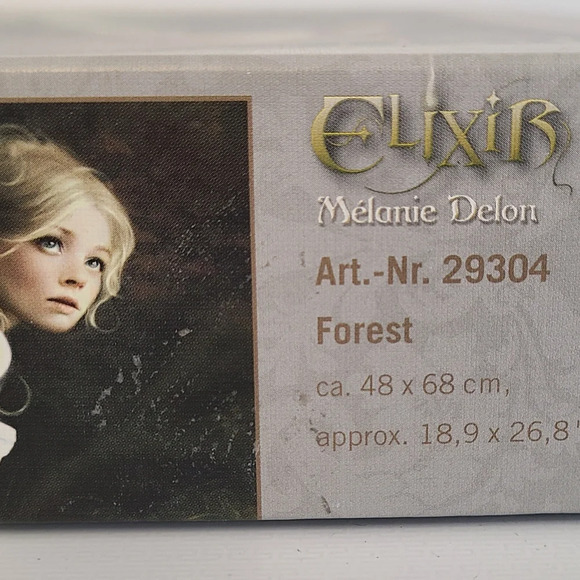 ELIXIR
Mélanie Delon
Art.-Nr. 29304
Forest
ca. 48 x 68 cm,
approx. 18,9 x 26,8"